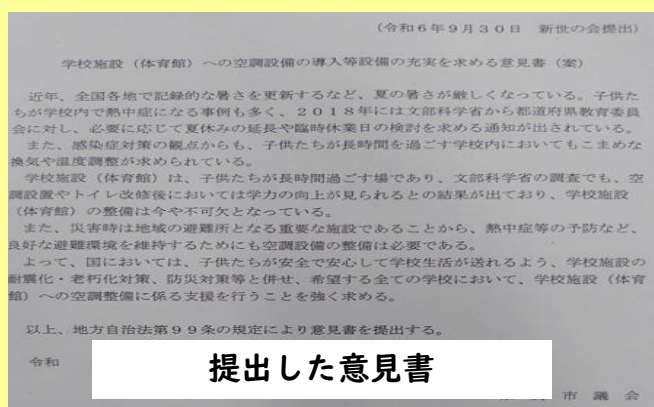 (令和6年9月30日 新世の会提出)
学校施設(体育館)への空調設備の導入等設備の充実を求める意見書(案)
近年、全国各地で記録的な暑さを更新するなど、夏の暑さが厳しくなっている。子供た
ちが学校内で熱中症になる事例も多く、2018年には文部科学省から都道府県教育委員
会に対し、必要に応じて夏休みの延長や臨時休業日の検討を求める通知が出されている。
また、感染症対策の観点からも、子供たちが長時間を過ごす学校内においてもこまめな
換気や湿度調整が求められている。
学校施設(体育館)は、子供たちが長時間過ごす場であり、文部科学省の調査でも、空
調設置やトイレ改修後においては学力の向上が見られるとの結果が出ており、学校施設
(体育館)の整備は今や不可欠となっている。
また、災害時は地域の避難所となる重要な施設であることから、熱中症等の予防など、
良好な避難環境を維持するためにも空調設備の整備は必要である。
よって、国においては、子供たちが安全で安心して学校生活が送れるよう、学校施設の
耐震化・老朽化対策、防災対策等と併せ、希望する全ての学校において、学校施設(体育
館)への空調整備に係る支援を行うことを強く求める。
以上、地方自治法第99条の規定により意見書を提出する。
令和
提出した意見書
市議会